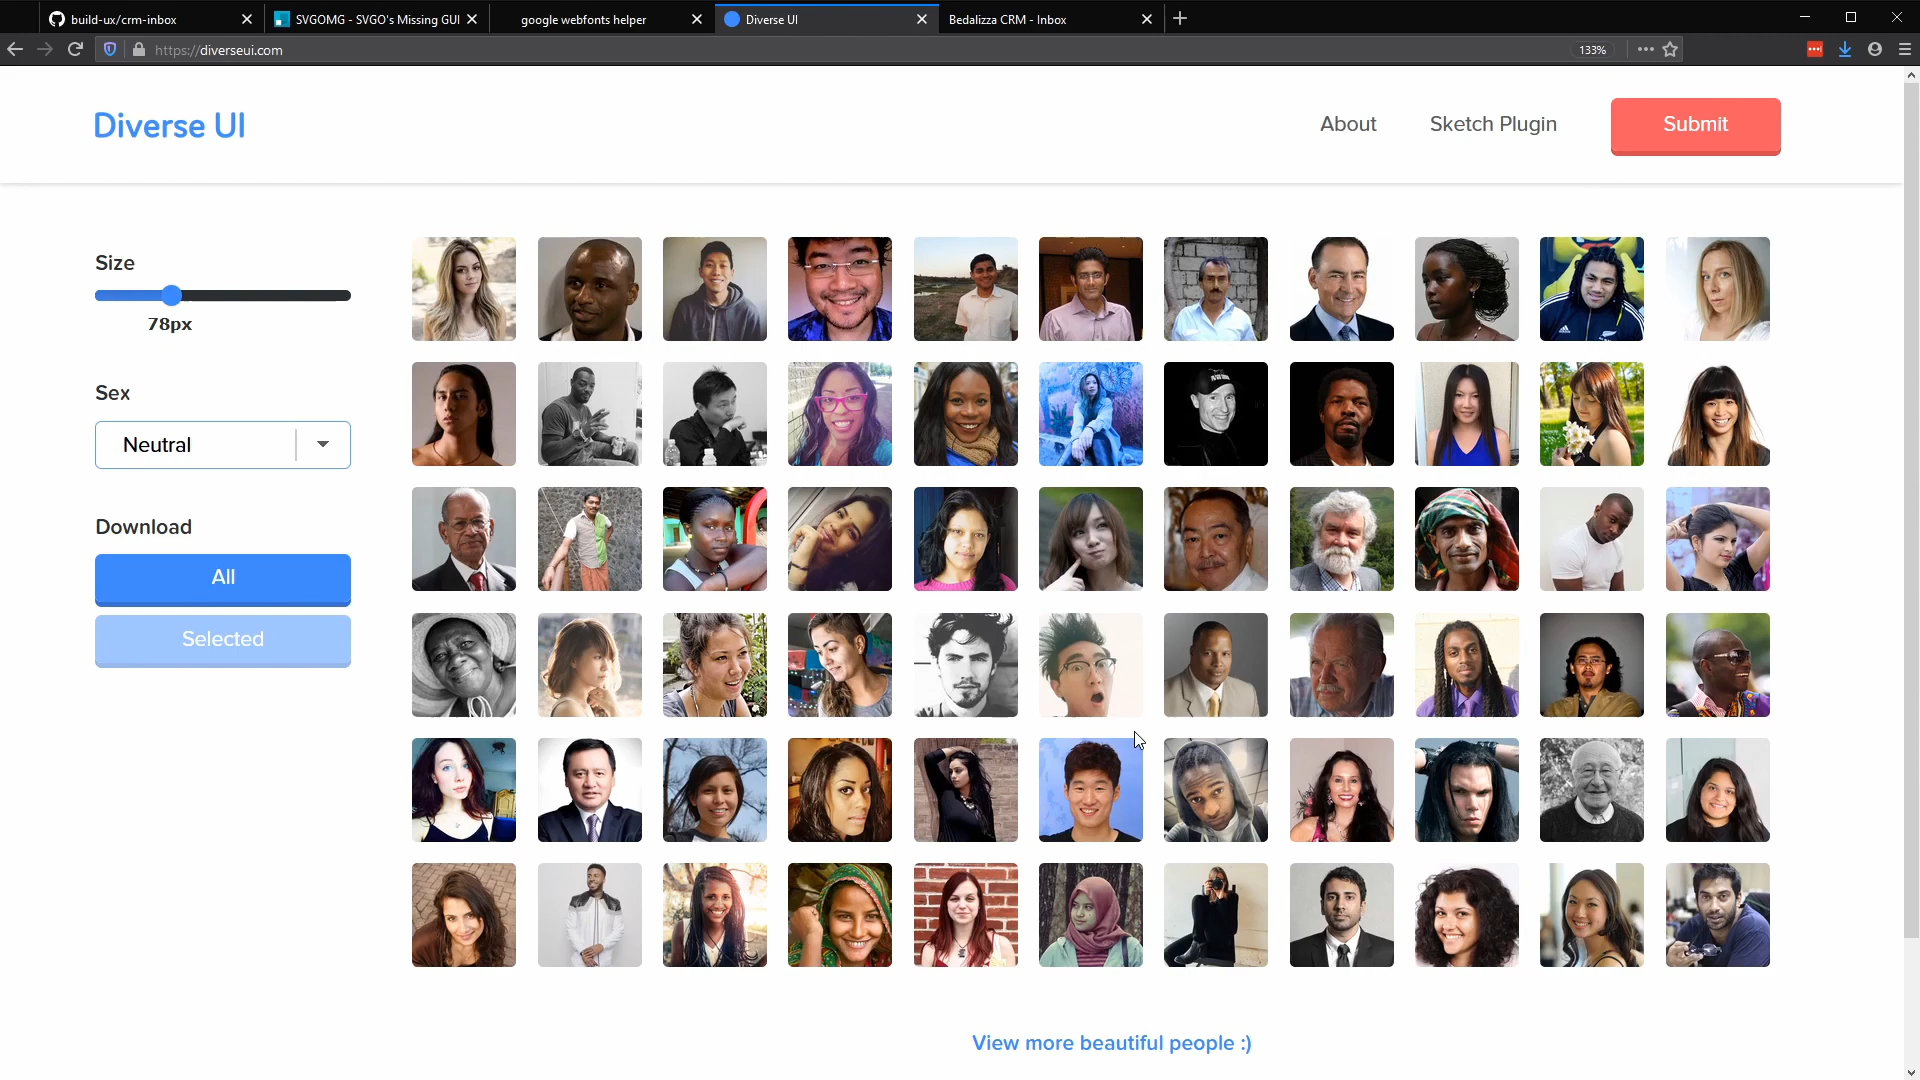 build-ux/crm-inbox
SVGOMG - SVGO's Missing GUI
google webfonts helper
Diverse UI
Bedalizza CRM - Inbox
https://diverseui.com
133%
Diverse UI
About
Sketch Plugin
Submit
Size
78px
Sex
Neutral
Download
All
Selected
View more beautiful people :)